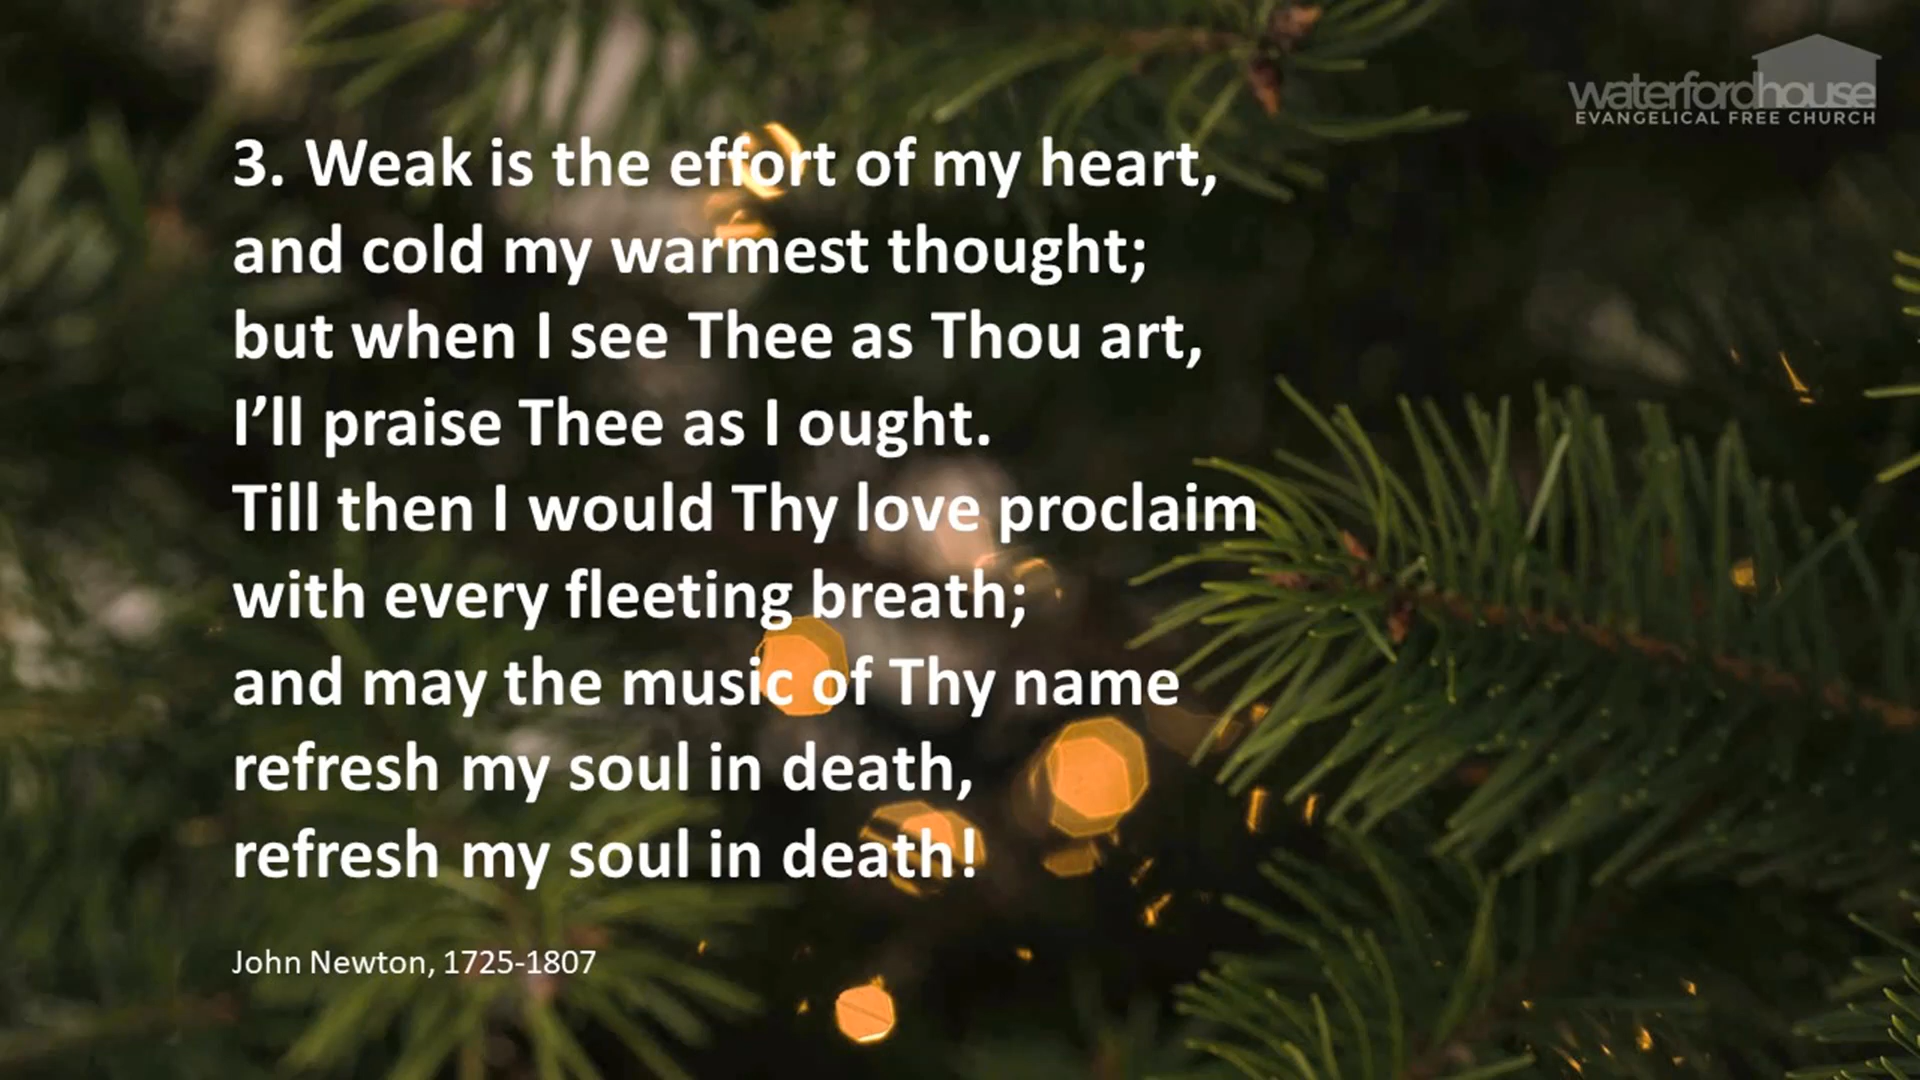 waterfordhouse
EVANGELICAL FREE CHURCH
3. Weak is the effort of my heart,
and cold my warmest thought;
but when I see Thee as Thou art,
I’ll praise Thee as I ought.
Till then I would Thy love proclaim
with every fleeting breath;
and may the music of Thy name
refresh my soul in death,
refresh my soul in death!
John Newton, 1725-1807